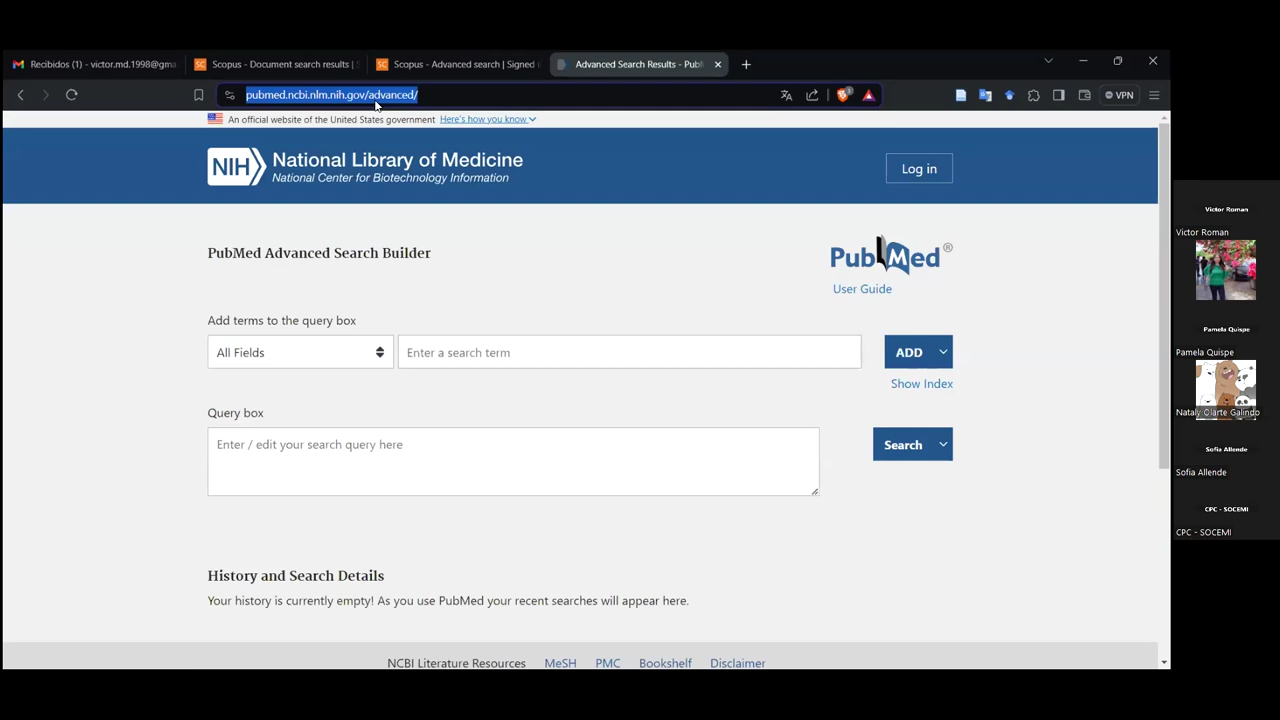 Recibidos (1) - victor.md.1998@gma
Scopus - Document search results | S
Scopus - Advanced search | Signed
Advanced Search Results - Pub
pubmed.ncbi.nlm.nih.gov/advanced/
VPN
An official website of the United States government Here's how you know
NIH National Library of Medicine
National Center for Biotechnology Information
Log in
PubMed Advanced Search Builder
PubMed®
User Guide
Add terms to the query box
All Fields
Enter a search term
ADD
Show Index
Query box
Enter / edit your search query here
Search
History and Search Details
Your history is currently empty! As you use PubMed your recent searches will appear here.
NCBI Literature Resources MeSH PMC Bookshelf Disclaimer
Victor Roman
Victor Roman
Pamela Quispe
Pamela Quispe
Nataly Olarte Galindo
Sofia Allende
Sofia Allende
CPC - SOCEMI
CPC - SOCEMI